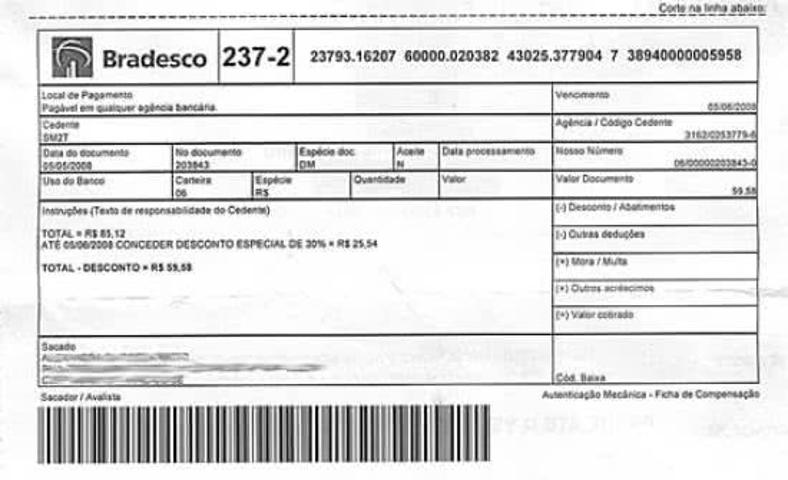 Corte na linha abaixo:
Bradesco 237-2 23793.16207 60000.020382 43025.377904 7 38940000005958
Local de Pagamento
Pagável em qualquer agência bancária.
Vencimento
05/06/2008
Cedente
SM2T
Agência / Código Cedente
3162/0253779-6
Data do documento No documento Espécie doc. Aceite Data processamento Nosso Número
05/05/2008 203843 DM N 06/00000203843-0
Uso do Banco Carteira Espécie Quantidade Valor Valor Documento
06 R$ 59,58
Instruções (Texto de responsabilidade do Cedente)
TOTAL = R$ 85,12
ATÉ 05/06/2008 CONCEDER DESCONTO ESPECIAL DE 30% = R$ 25,54
TOTAL - DESCONTO = R$ 59,58
(-) Desconto / Abatimentos
(-) Outras deduções
(+) Mora / Multa
(+) Outros acréscimos
(=) Valor cobrado
Sacado
Cód. Baixa
Sacador / Avalista
Autenticação Mecânica - Ficha de Compensação